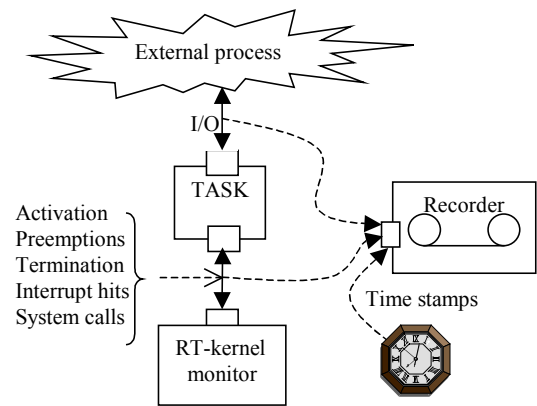 External process
I/O
TASK
Recorder
Activation
Preemptions
Termination
Interrupt hits
System calls
Time stamps
RT-kernel
monitor